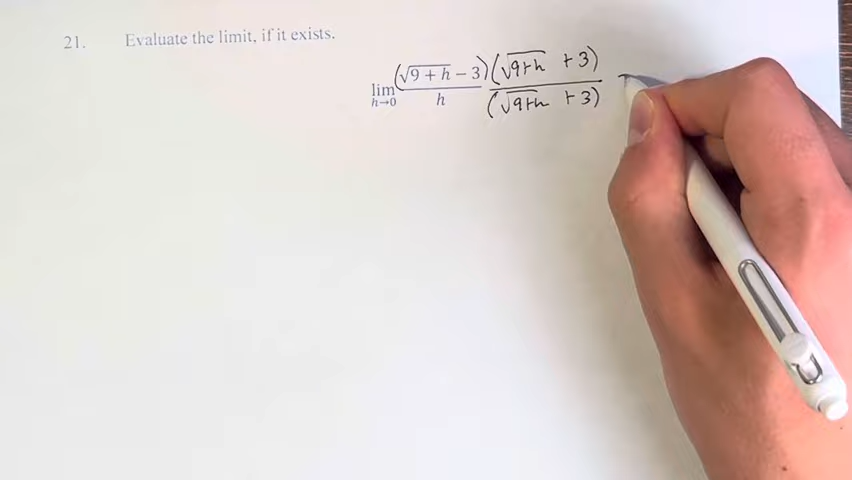 21. Evaluate the limit, if it exists.
lim h→0 (√9 + h − 3)/h (√9+h + 3)/(√9+h + 3)